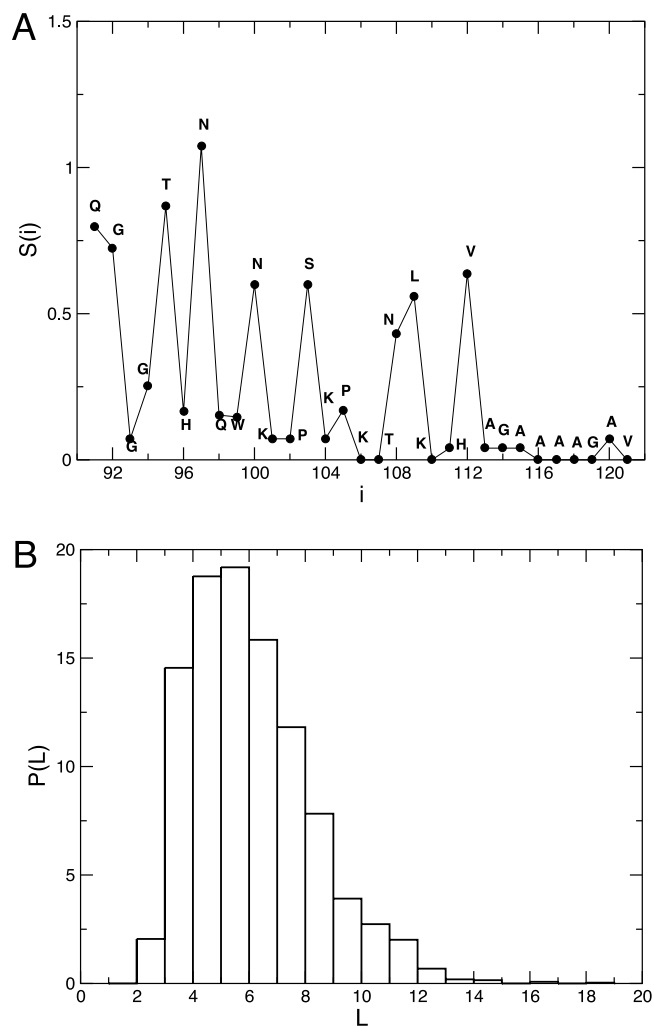 A
1.5
N
T
1
Q
G
S(i)
V
N
S
L
0.5
N
G
P
K
H
Q W
K
P
K
T
K
H
A G A
A A A G
A
V
G
0
92 96 100 104 108 112 116 120
i
B
20
15
P(L)
10
5
0
0 2 4 6 8 10 12 14 16 18 20
L